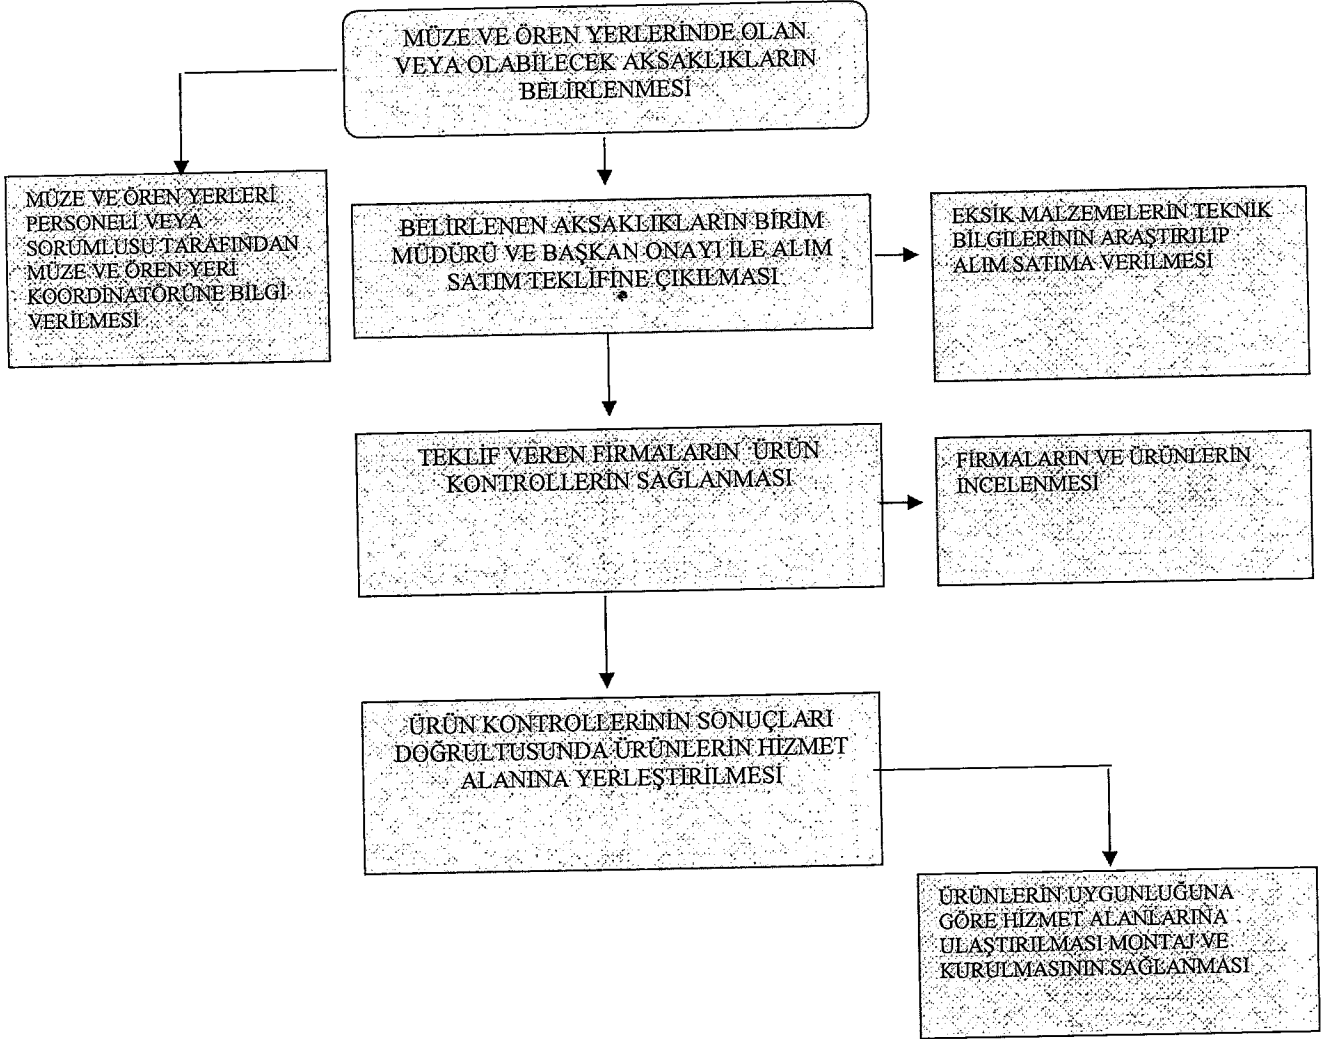 MÜZE VE ÖREN YERLERİNDE OLAN
VEYA OLABİLECEK AKSAKLIKLARIN
BELİRLENMESİ
MÜZE VE ÖREN YERLERİ
PERSONELİ VEYA
SORUMLUSU TARAFINDAN
MÜZE VE ÖREN YERİ
KOORDİNATÖRÜNE BİLGİ
VERİLMESİ
BELİRLENEN AKSAKLIKLARIN BİRİM
MÜDÜRÜ VE BAŞKAN ONAYI İLE ALIM
SATIM TEKLİFİNE ÇIKILMASI
EKSİK MALZEMELERİN TEKNİK
BİLGİLERİNİN ARAŞTIRILIP
ALIM SATIMA VERİLMESİ
TEKLİF VEREN FİRMALARIN ÜRÜN
KONTROLLERİN SAĞLANMASI
FİRMALARIN VE ÜRÜNLERİN
İNCELENMESİ
ÜRÜN KONTROLLERİNİN SONUÇLARI
DOĞRULTUSUNDA ÜRÜNLERİN HİZMET
ALANINA YERLEŞTİRİLMESİ
ÜRÜNLERİN UYGUNLUĞUNA
GÖRE HİZMET ALANLARINA
ULAŞTIRILMASI MONTAJ VE
KURULMASININ SAĞLANMASI